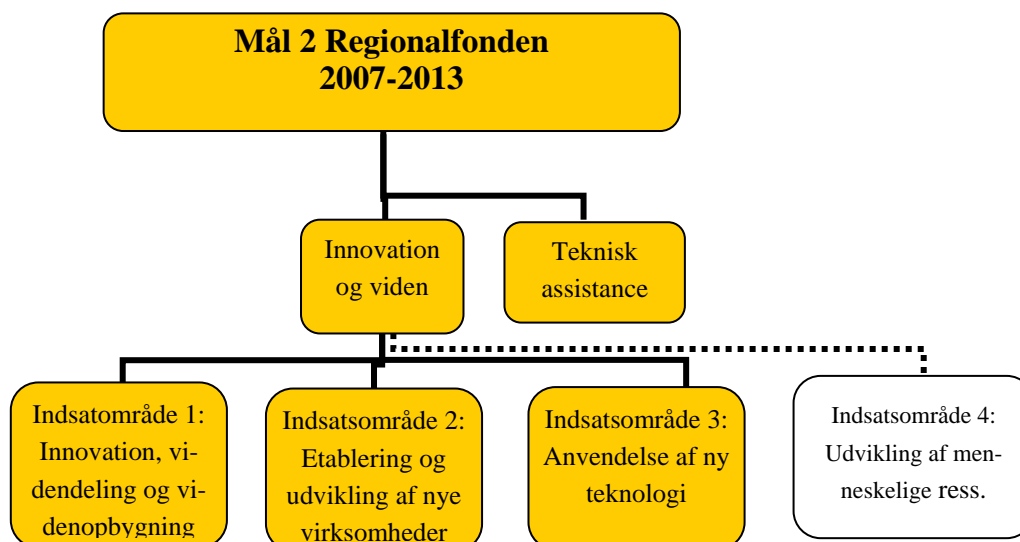 Mål 2 Regionalfonden
2007-2013
Innovation
og viden
Teknisk
assistance
Indsatområde 1:
Innovation, vi-
dendeling og vi-
denopbygning
Indsatsområde 2:
Etablering og
udvikling af nye
virksomheder
Indsatsområde 3:
Anvendelse af ny
teknologi
Indsatsområde 4:
Udvikling af men-
neskelige ress.